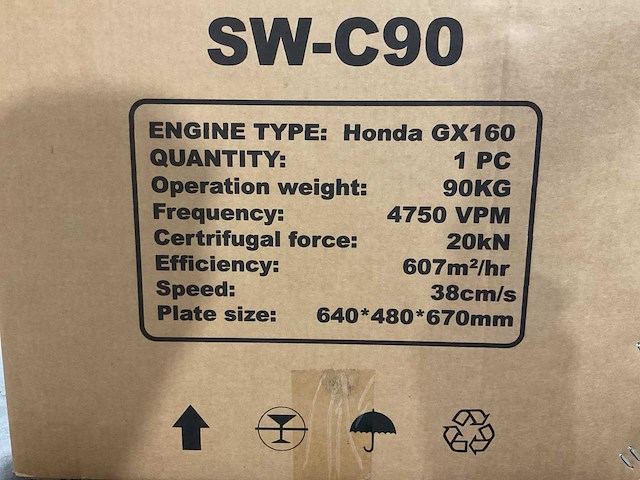 SW-C90
ENGINE TYPE: Honda GX160
QUANTITY: 1 PC
Operation weight: 90KG
Frequency: 4750 VPM
Certrifugal force: 20kN
Efficiency: 607m²/hr
Speed: 38cm/s
Plate size: 640*480*670mm